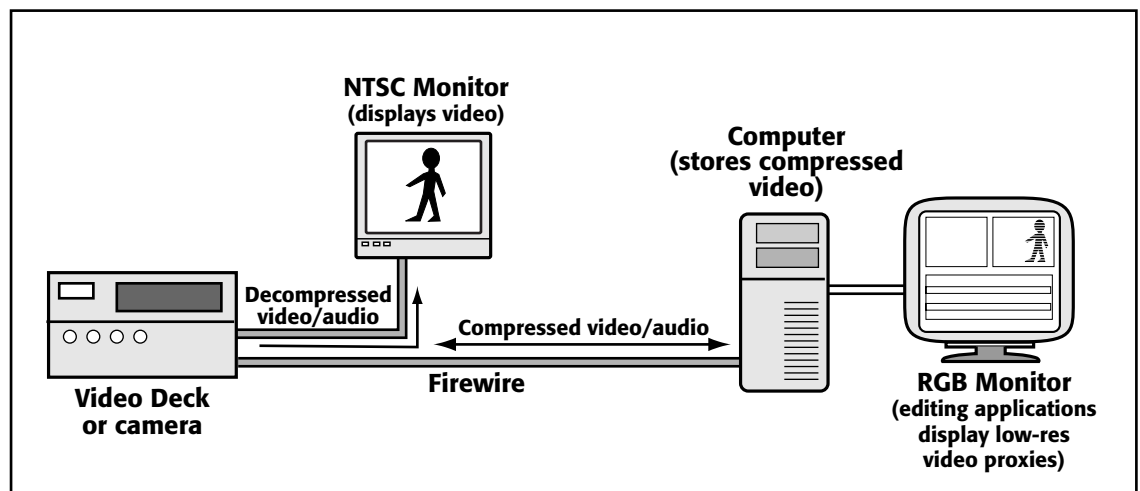 NTSC Monitor
(displays video)
Computer
(stores compressed
video)
Decompressed
video/audio
Compressed video/audio
Firewire
Video Deck
or camera
RGB Monitor
(editing applications
display low-res
video proxies)